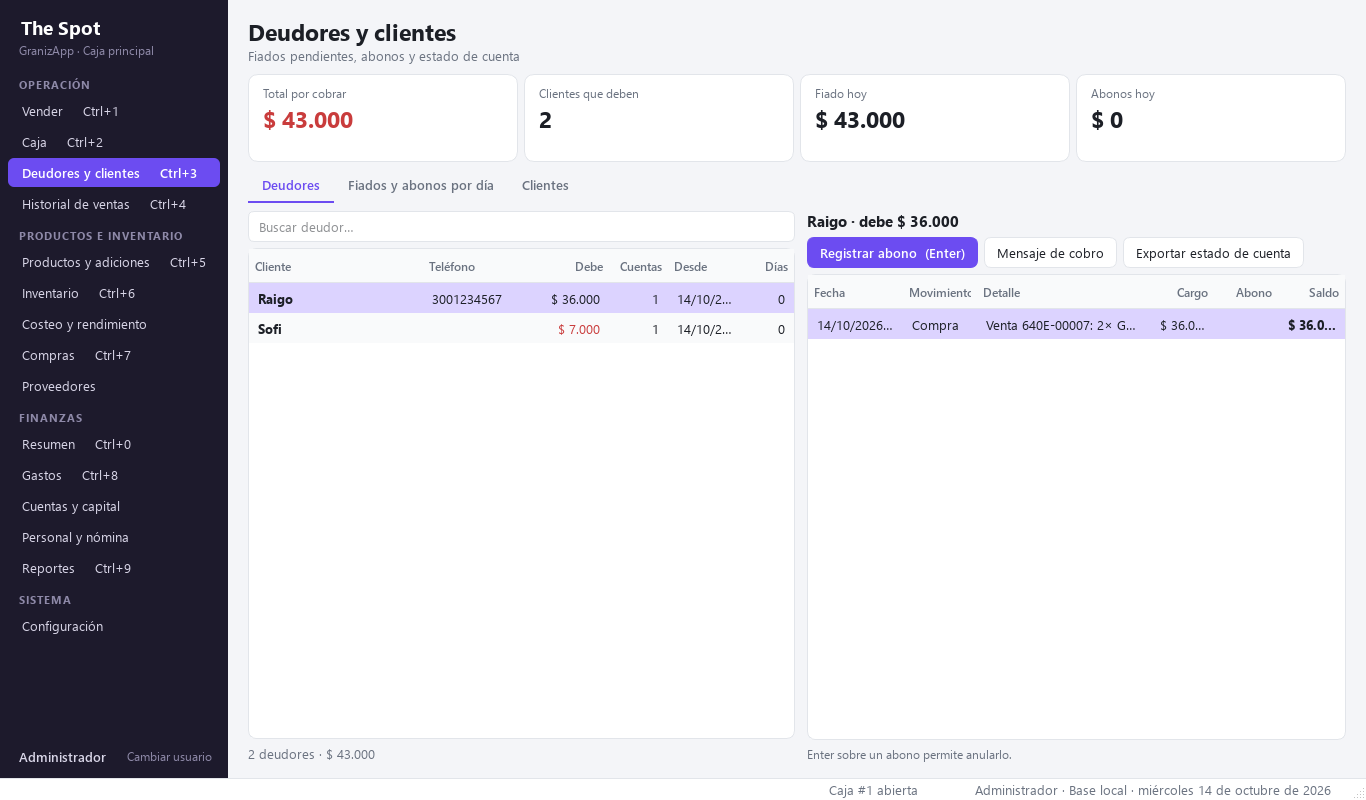 The Spot
GranizApp · Caja principal
OPERACIÓN
Vender Ctrl+1
Caja Ctrl+2
Deudores y clientes Ctrl+3
Historial de ventas Ctrl+4
PRODUCTOS E INVENTARIO
Productos y adiciones Ctrl+5
Inventario Ctrl+6
Costeo y rendimiento
Compras Ctrl+7
Proveedores
FINANZAS
Resumen Ctrl+0
Gastos Ctrl+8
Cuentas y capital
Personal y nómina
Reportes Ctrl+9
SISTEMA
Configuración
Administrador Cambiar usuario
Deudores y clientes
Fiados pendientes, abonos y estado de cuenta
Total por cobrar
$ 43.000
Clientes que deben
2
Fiado hoy
$ 43.000
Abonos hoy
$ 0
Deudores Fiados y abonos por día Clientes
Buscar deudor...
Cliente Teléfono Debe Cuentas Desde Días
Raigo 3001234567 $ 36.000 1 14/10/2... 0
Sofi $ 7.000 1 14/10/2... 0
2 deudores · $ 43.000
Raigo · debe $ 36.000
Registrar abono (Enter) Mensaje de cobro Exportar estado de cuenta
Fecha Movimiento Detalle Cargo Abono Saldo
14/10/2026... Compra Venta 640E-00007: 2× G... $ 36.0... $ 36.0...
Enter sobre un abono permite anularlo.
Caja #1 abierta Administrador · Base local · miércoles 14 de octubre de 2026